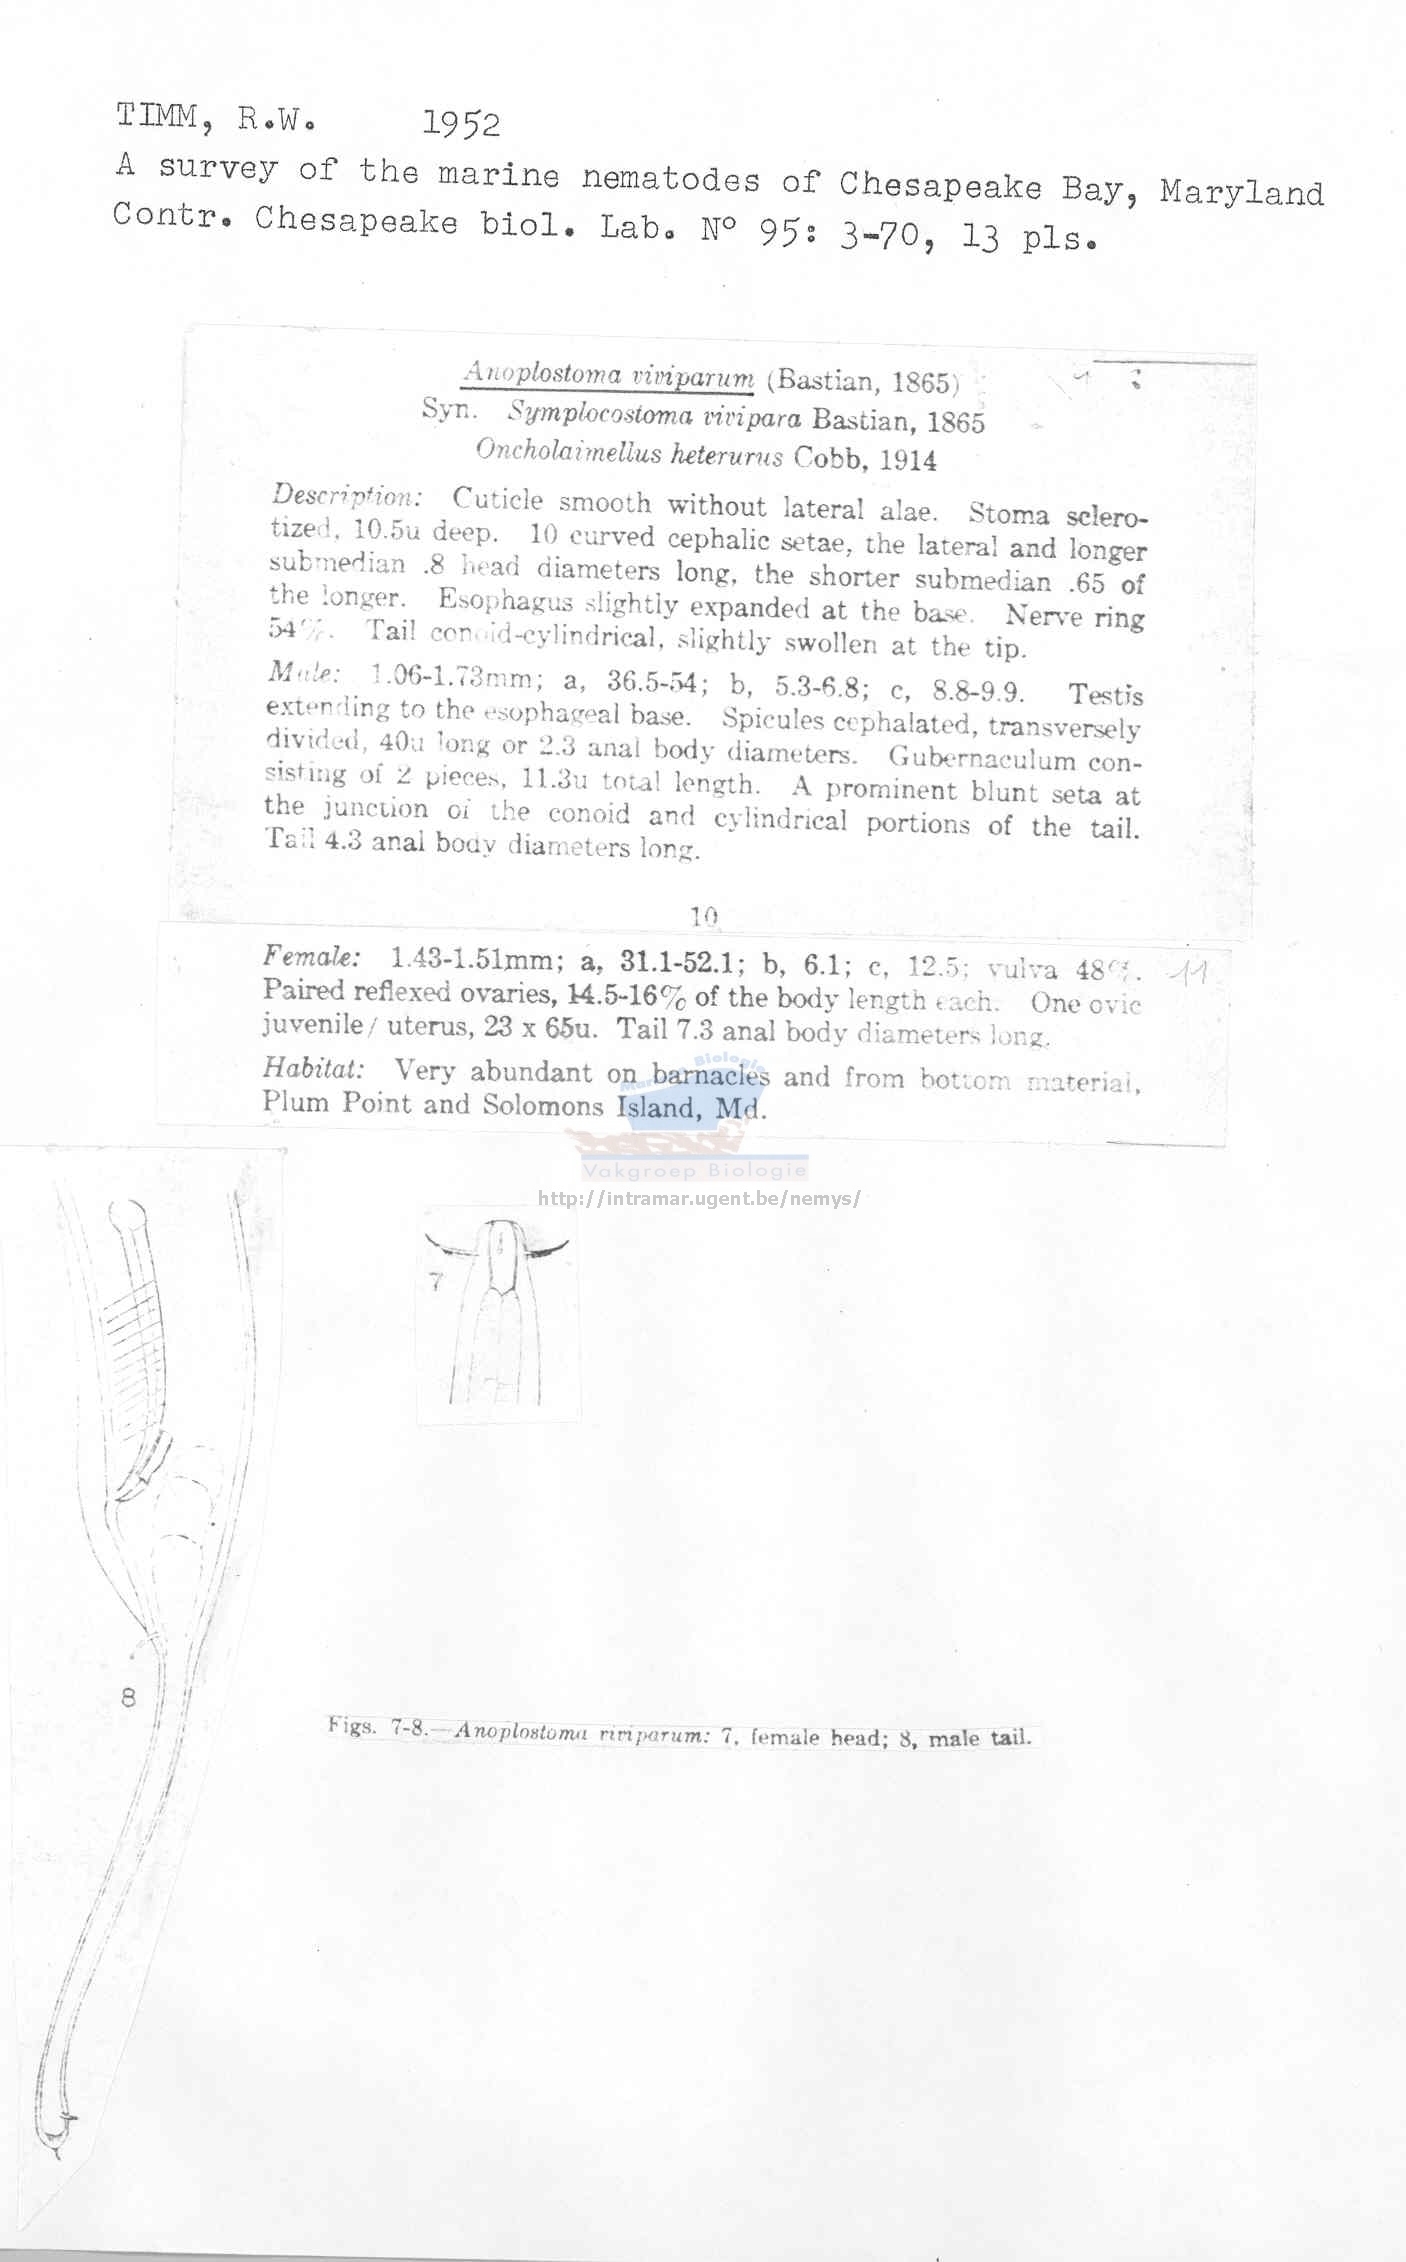 TIMM, R.W. 1952
A survey of the marine nematodes of Chesapeake Bay, Maryland
Contr. Chesapeake biol. Lab. Nº 95: 3-70, 13 pls.
Anoplostoma viviparum (Bastian, 1865)
Syn. Symplocostoma vivipara Bastian, 1865
Oncholaimellus heterurus Cobb, 1914
Description: Cuticle smooth without lateral alae. Stoma sclero-
tized, 10.5u deep. 10 curved cephalic setae, the lateral and longer
submedian .8 head diameters long, the shorter submedian .65 of
the longer. Esophagus slightly expanded at the base. Nerve ring
54%. Tail conoid-cylindrical, slightly swollen at the tip.
Male: 1.06-1.73mm; a, 36.5-54; b, 5.3-6.8; c, 8.8-9.9. Testis
extending to the esophageal base. Spicules cephalated, transversely
divided, 40u long or 2.3 anal body diameters. Gubernaculum con-
sisting of 2 pieces, 11.3u total length. A prominent blunt seta at
the junction of the conoid and cylindrical portions of the tail.
Tail 4.3 anal body diameters long.
10
Female: 1.43-1.51mm; a, 31.1-52.1; b, 6.1; c, 12.5; vulva 48%. 11
Paired reflexed ovaries, 14.5-16% of the body length each. One ovic
juvenile/ uterus, 23 x 65u. Tail 7.3 anal body diameters long.
Habitat: Very abundant on barnacles and from bottom material,
Plum Point and Solomons Island, Md.
Biologie
Vakgroep Biologie
http://intramar.ugent.be/nemys/
7
8
Figs. 7-8.—Anoplostoma viviparum: 7, female head; 8, male tail.